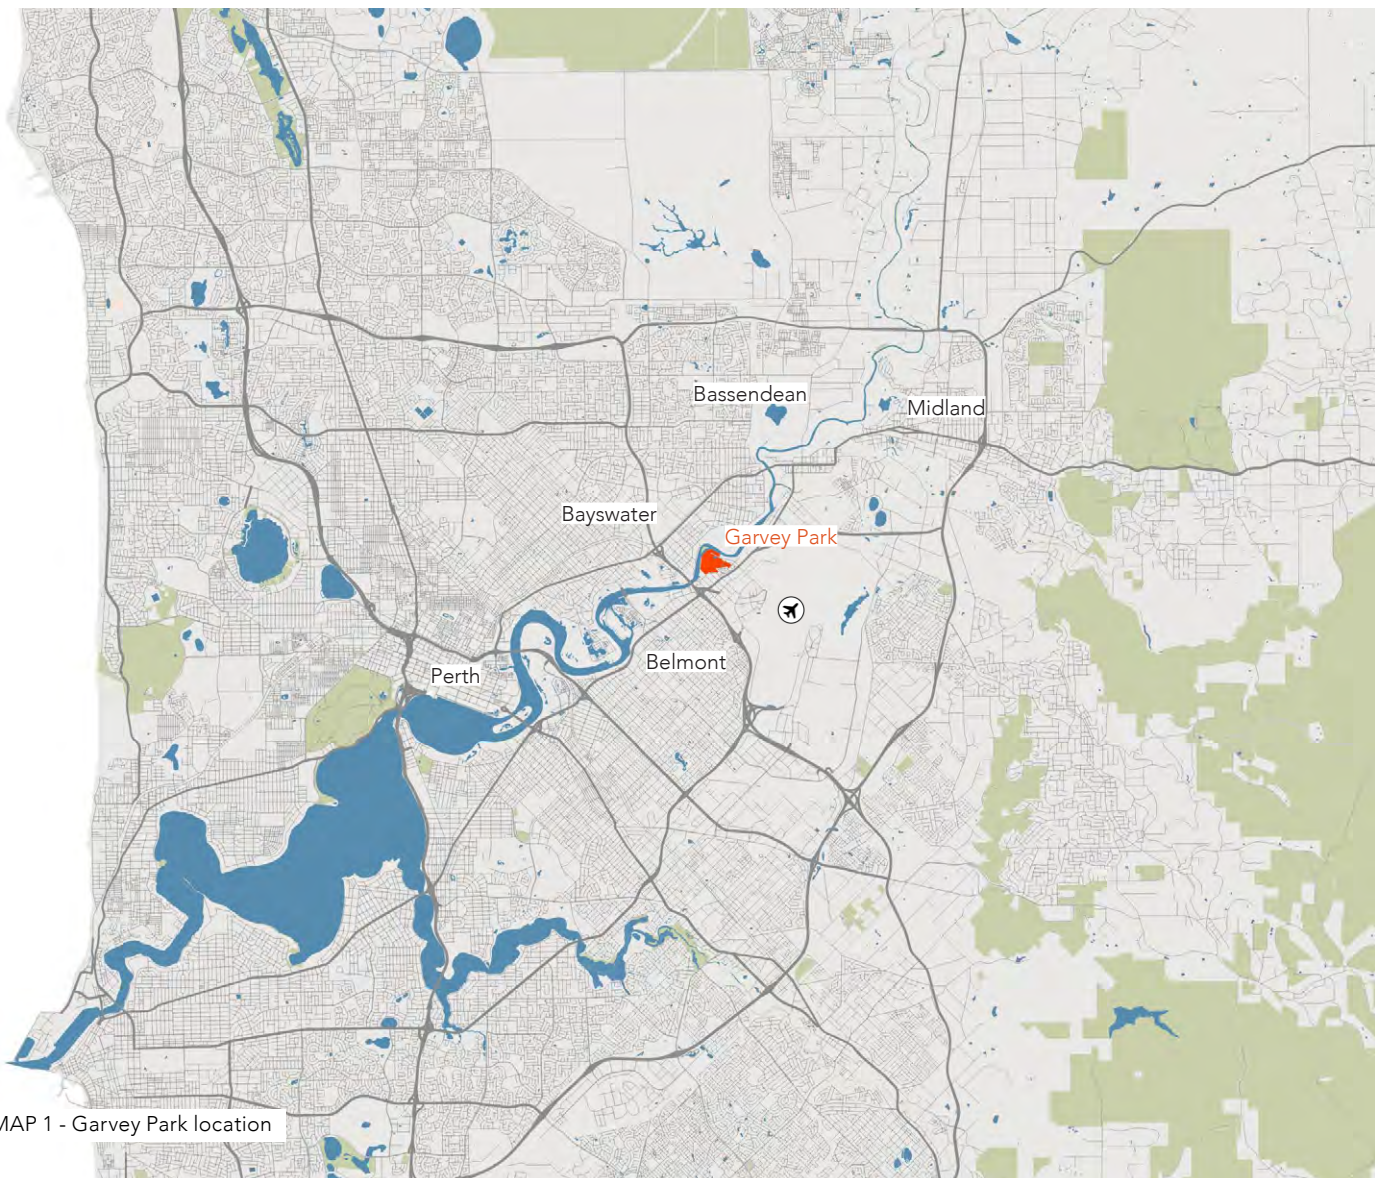 Bassendean
Midland
Bayswater
Garvey Park
Belmont
Perth
MAP 1 - Garvey Park location